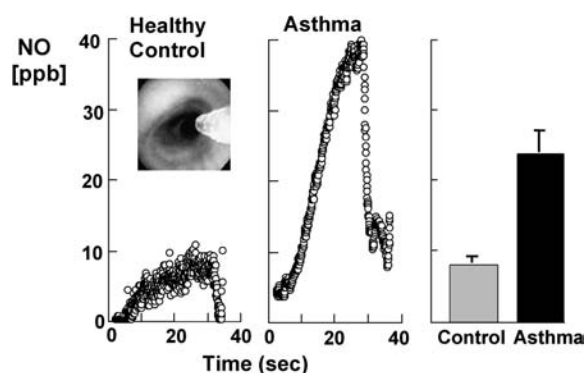 Healthy
Control
Asthma
NO
[ppb]
40
30
20
10
0
0 20 40
0 20 40
Time (sec)
Control Asthma